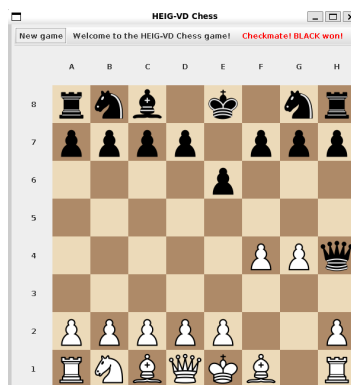 HEIG-VD Chess
New game Welcome to the HEIG-VD Chess game! Checkmate! BLACK won!
A B C D E F G H
8
7
6
5
4
3
2
1